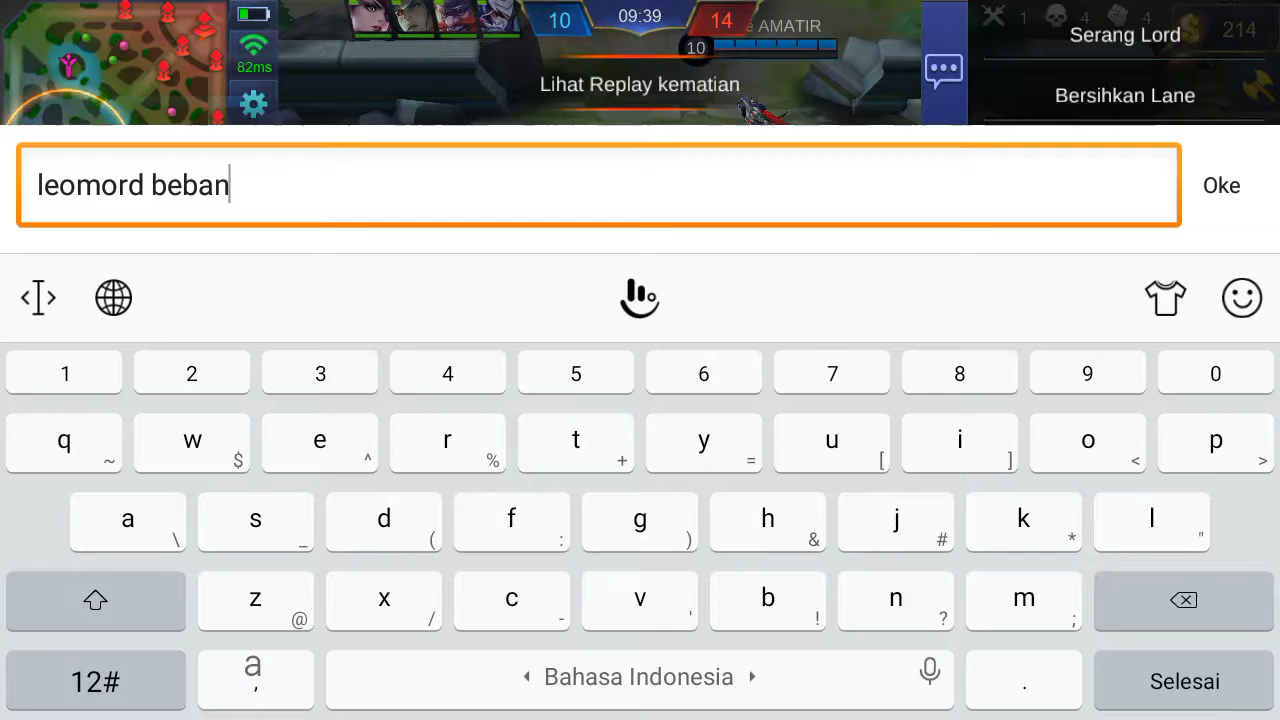 82ms
10 09:39 14
e AMATIR
10
1 4 4
214
Serang Lord
Lihat Replay kematian
Bersihkan Lane
leomord beban
Oke
1 2 3 4 5 6 7 8 9 0
q ~ w $ e ^ r % t + y = u [ i ] o < p >
a \ s _ d ( f : g ) h & j # k * l "
z @ x / c - v ' b ! n ? m ;
12# a , Bahasa Indonesia . Selesai